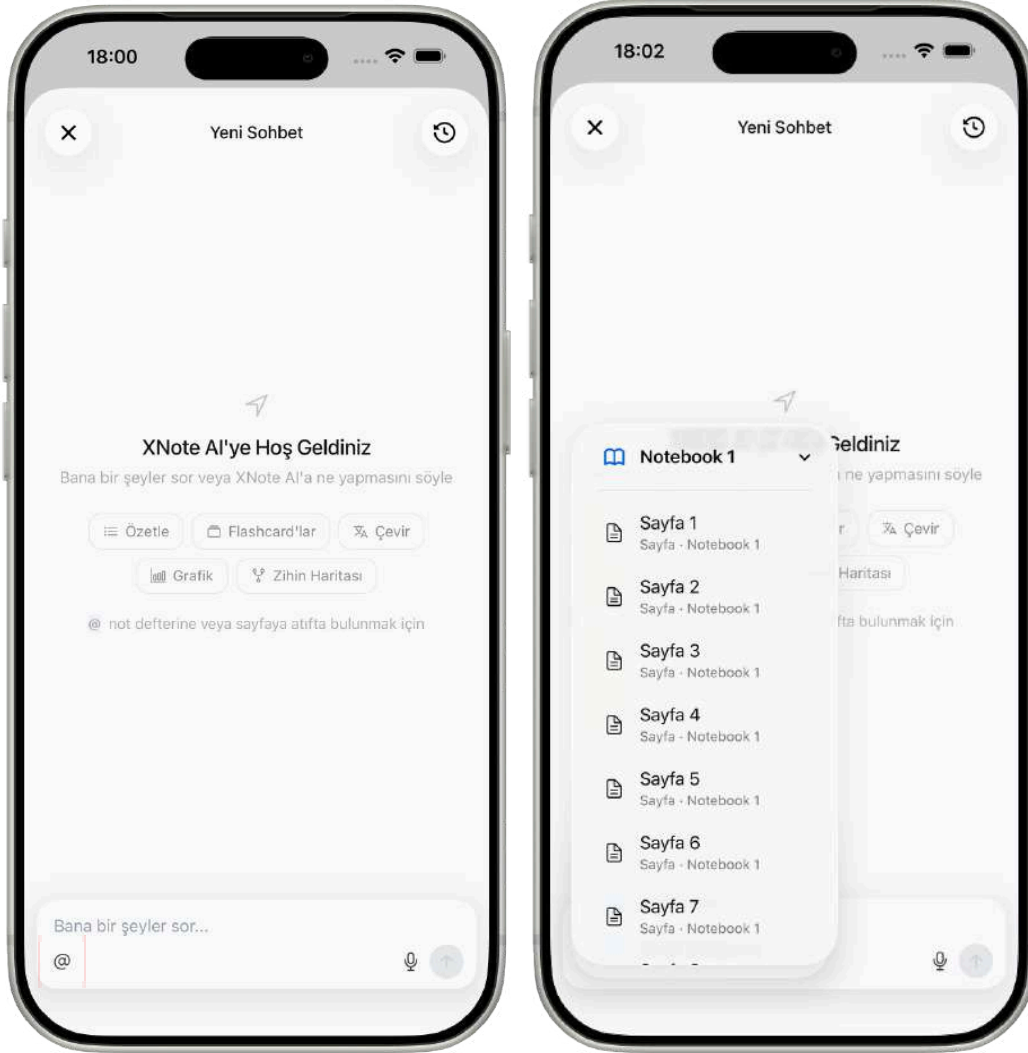 18:00
Yeni Sohbet
XNote AI'ye Hoş Geldiniz
Bana bir şeyler sor veya XNote AI'a ne yapmasını söyle
Özetle
Flashcard'lar
Çevir
Grafik
Zihin Haritası
@ not defterine veya sayfaya atıfta bulunmak için
Bana bir şeyler sor...
@
18:02
Yeni Sohbet
Geldiniz
ne yapmasını söyle
Çevir
Haritası
bulunmak için
Notebook 1
Sayfa 1
Sayfa - Notebook 1
Sayfa 2
Sayfa - Notebook 1
Sayfa 3
Sayfa - Notebook 1
Sayfa 4
Sayfa - Notebook 1
Sayfa 5
Sayfa - Notebook 1
Sayfa 6
Sayfa - Notebook 1
Sayfa 7
Sayfa - Notebook 1